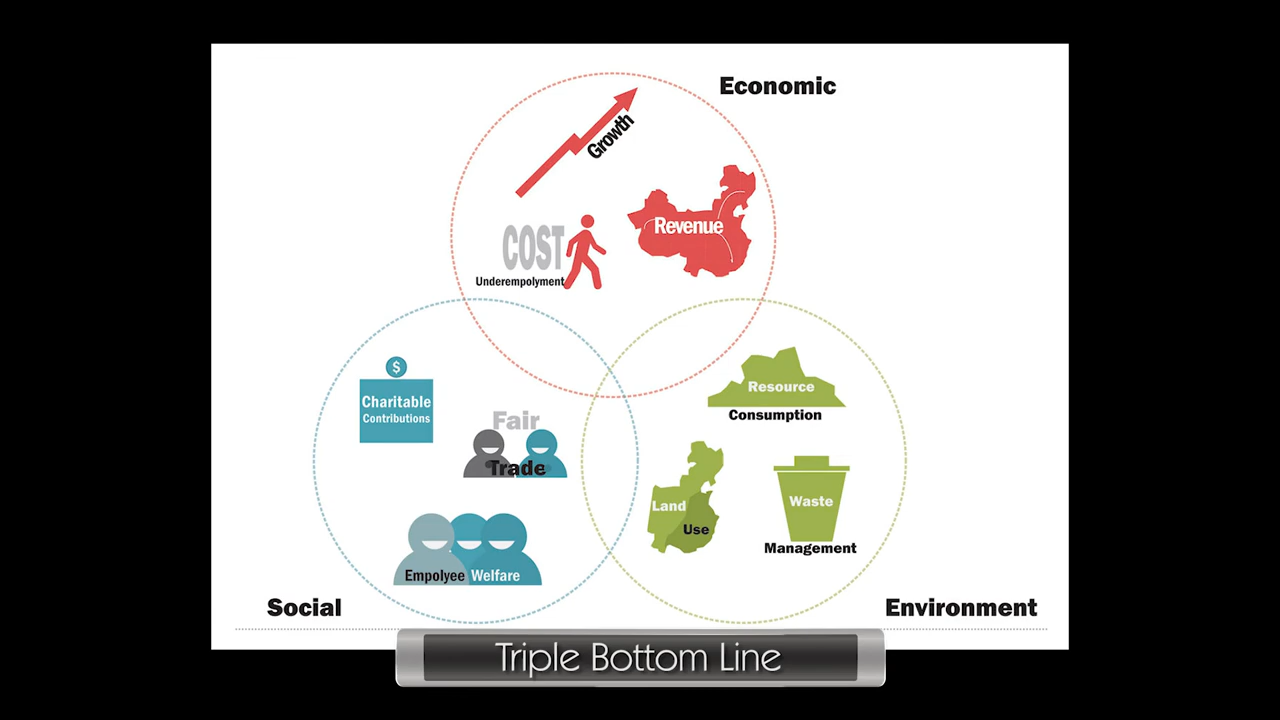 Economic
Growth
Revenue
COST
Underempolyment
$
Charitable
Contributions
Fair
Trade
Empolyee Welfare
Social
Resource
Consumption
Land
Use
Waste
Management
Environment
Triple Bottom Line